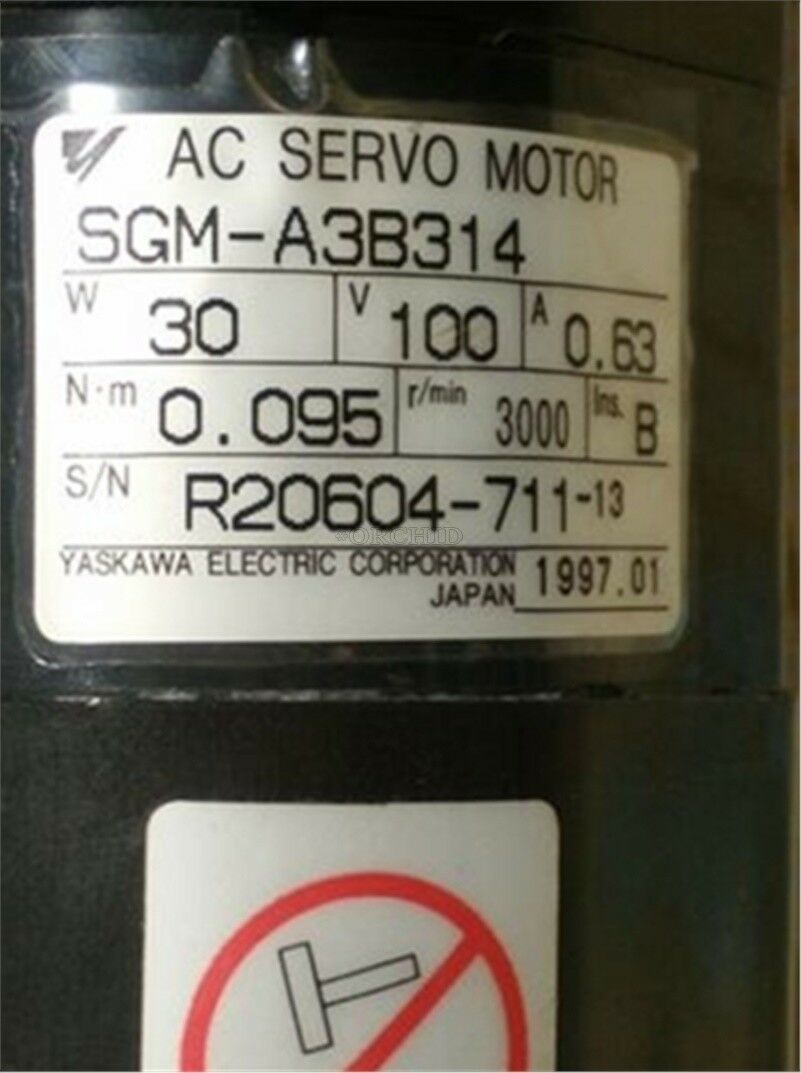 AC SERVO MOTOR
SGM-A3B314
W 30 V 100 A 0.63
N·m 0.095 r/min 3000 Ins. B
S/N R20604-711-13
ORCHID
YASKAWA ELECTRIC CORPORATION
JAPAN 1997.01